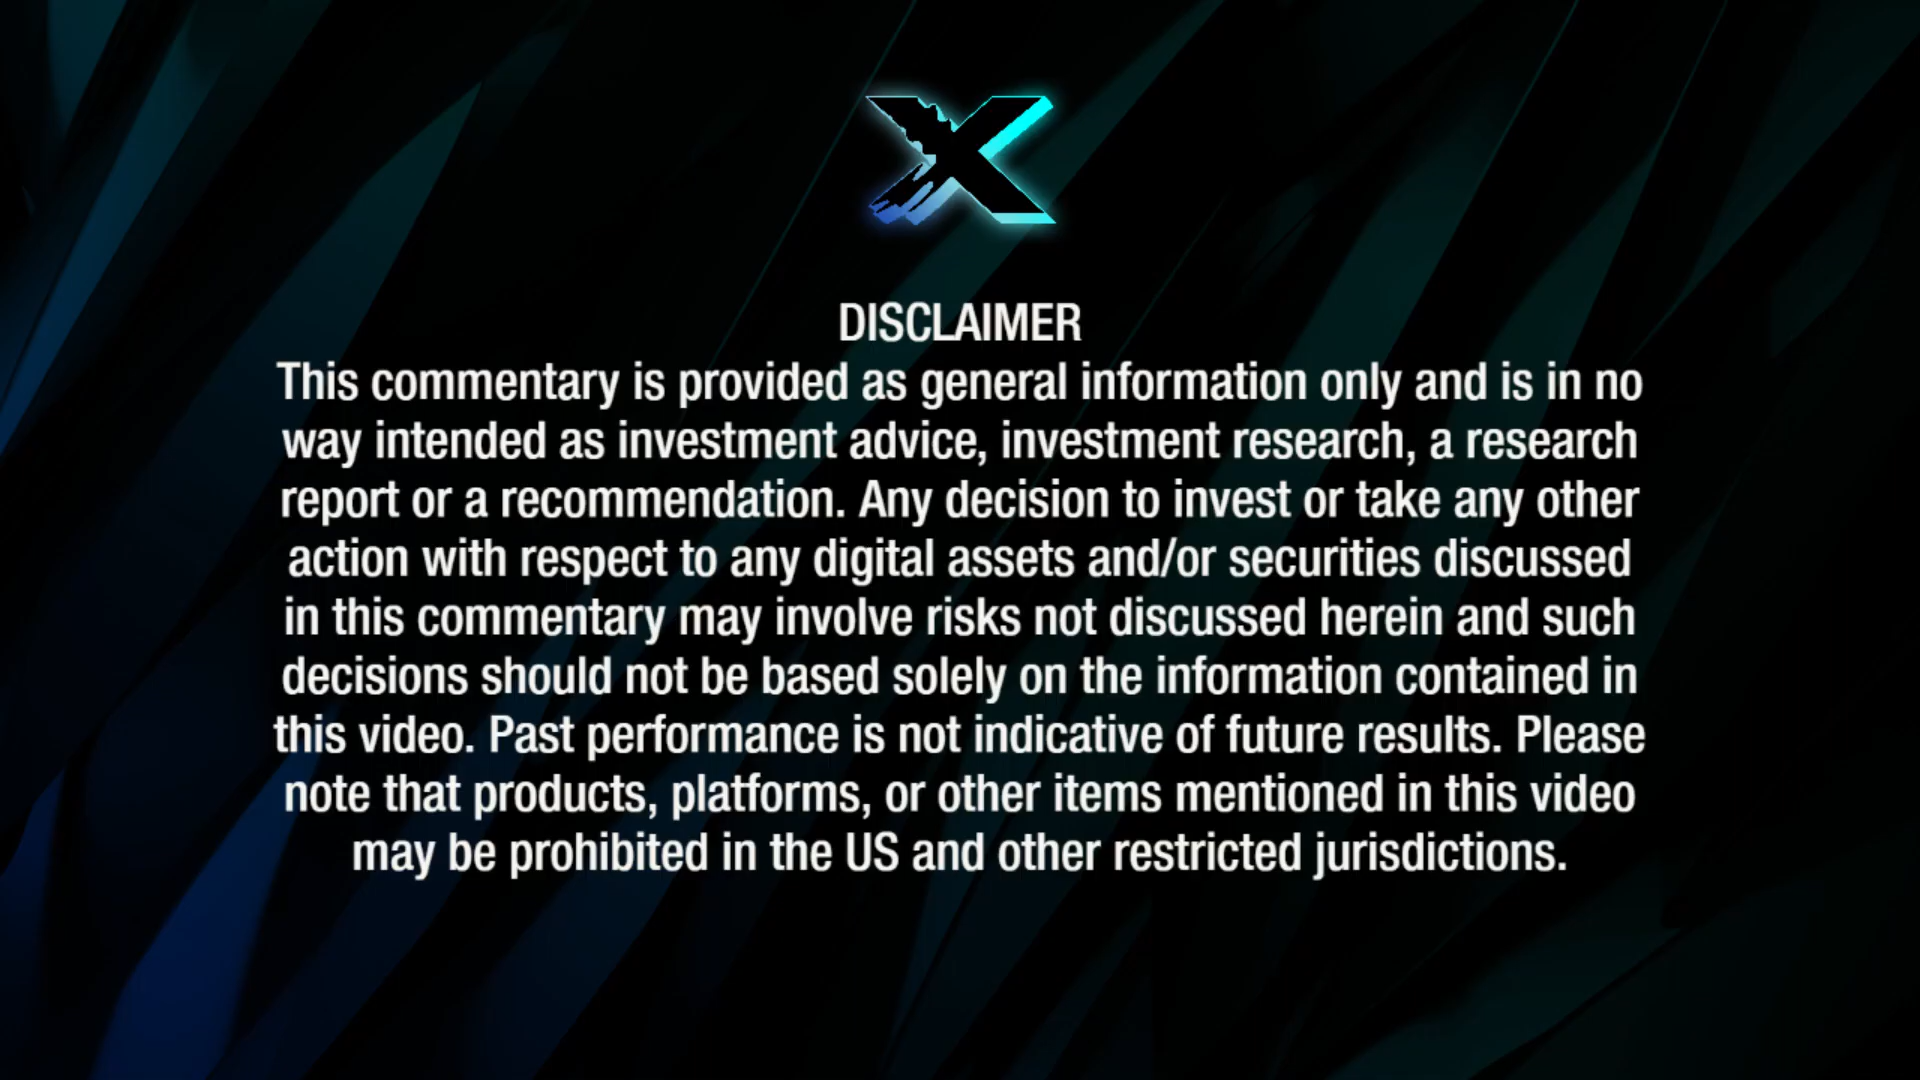 X
DISCLAIMER
This commentary is provided as general information only and is in no
way intended as investment advice, investment research, a research
report or a recommendation. Any decision to invest or take any other
action with respect to any digital assets and/or securities discussed
in this commentary may involve risks not discussed herein and such
decisions should not be based solely on the information contained in
this video. Past performance is not indicative of future results. Please
note that products, platforms, or other items mentioned in this video
may be prohibited in the US and other restricted jurisdictions.